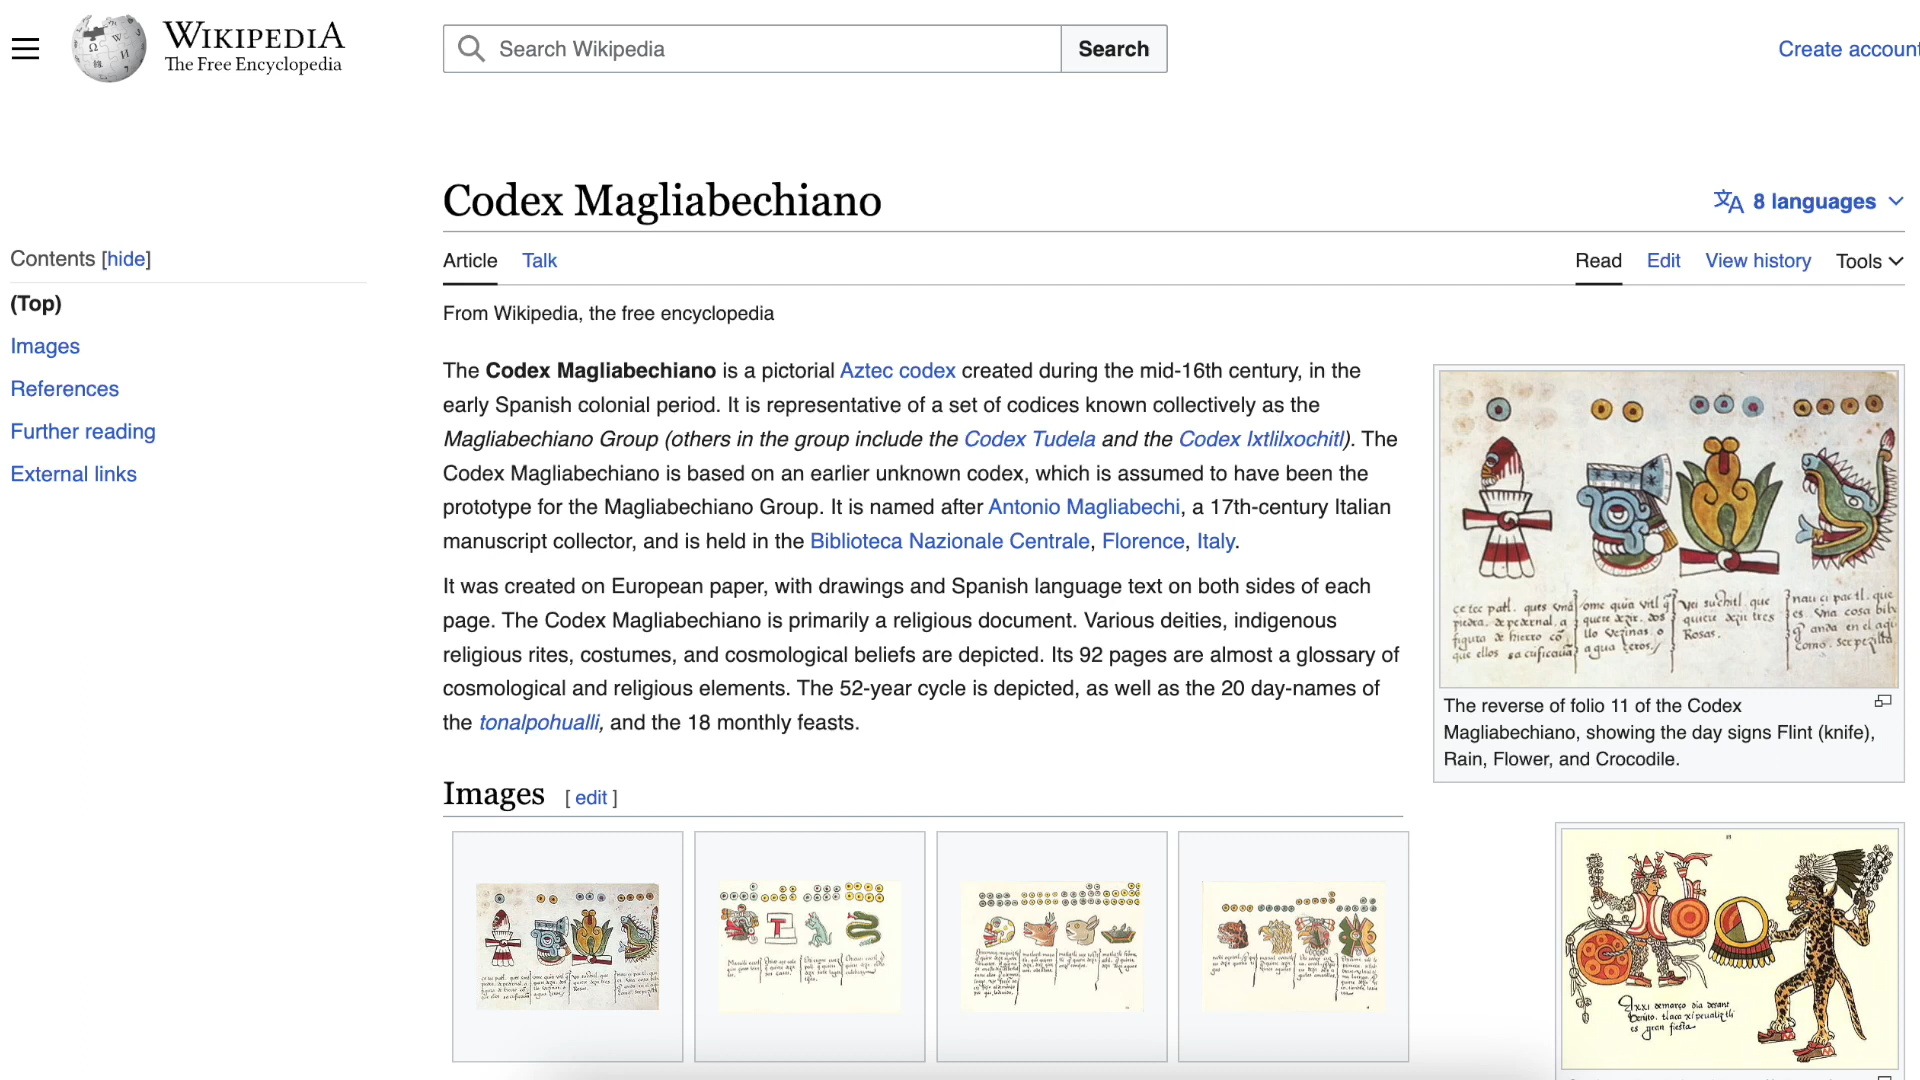 WIKIPEDIA
The Free Encyclopedia
Search Wikipedia
Search
Create account
Codex Magliabechiano
8 languages
Contents [hide]
(Top)
Images
References
Further reading
External links
Article Talk
Read Edit View history Tools
From Wikipedia, the free encyclopedia
The Codex Magliabechiano is a pictorial Aztec codex created during the mid-16th century, in the
early Spanish colonial period. It is representative of a set of codices known collectively as the
Magliabechiano Group (others in the group include the Codex Tudela and the Codex Ixtlilxochitl). The
Codex Magliabechiano is based on an earlier unknown codex, which is assumed to have been the
prototype for the Magliabechiano Group. It is named after Antonio Magliabechi, a 17th-century Italian
manuscript collector, and is held in the Biblioteca Nazionale Centrale, Florence, Italy.
It was created on European paper, with drawings and Spanish language text on both sides of each
page. The Codex Magliabechiano is primarily a religious document. Various deities, indigenous
religious rites, costumes, and cosmological beliefs are depicted. Its 92 pages are almost a glossary of
cosmological and religious elements. The 52-year cycle is depicted, as well as the 20 day-names of
the tonalpohualli, and the 18 monthly feasts.
The reverse of folio 11 of the Codex
Magliabechiano, showing the day signs Flint (knife),
Rain, Flower, and Crocodile.
Images [ edit ]